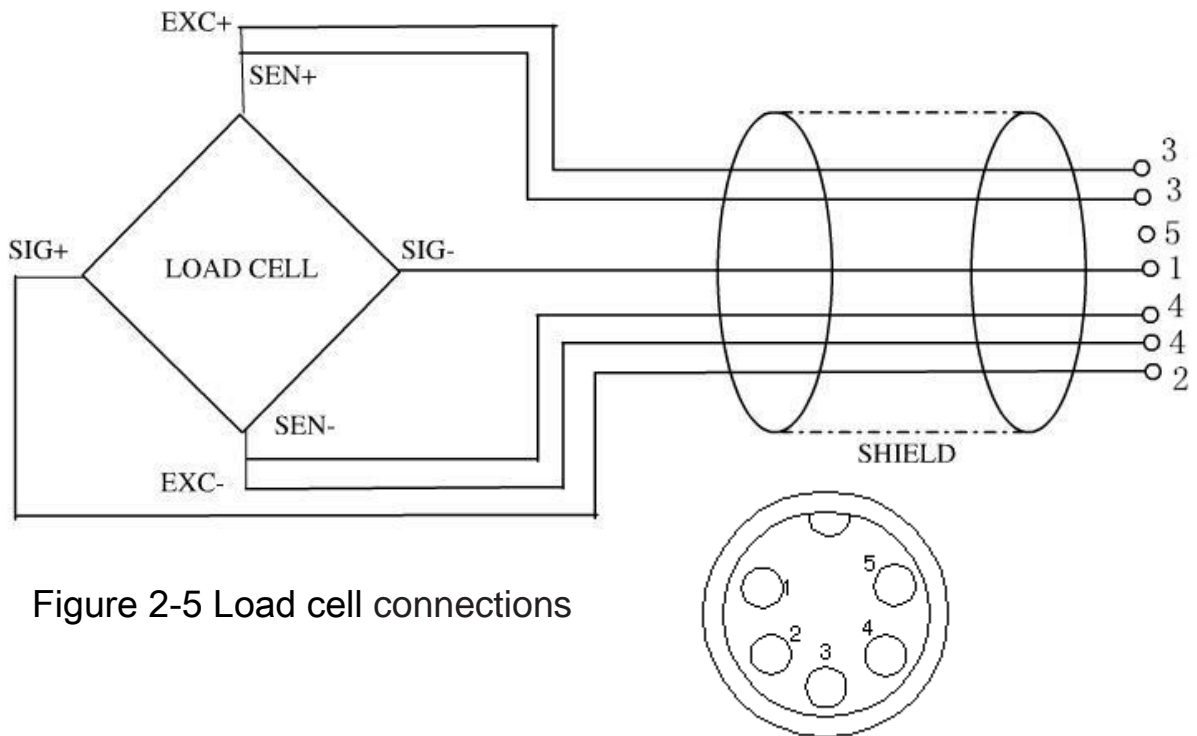 EXC+
SEN+
SIG+
LOAD CELL
SIG-
SEN-
EXC-
3
3
5
1
4
4
2
SHIELD
Figure 2-5 Load cell connections
1
5
2
3
4